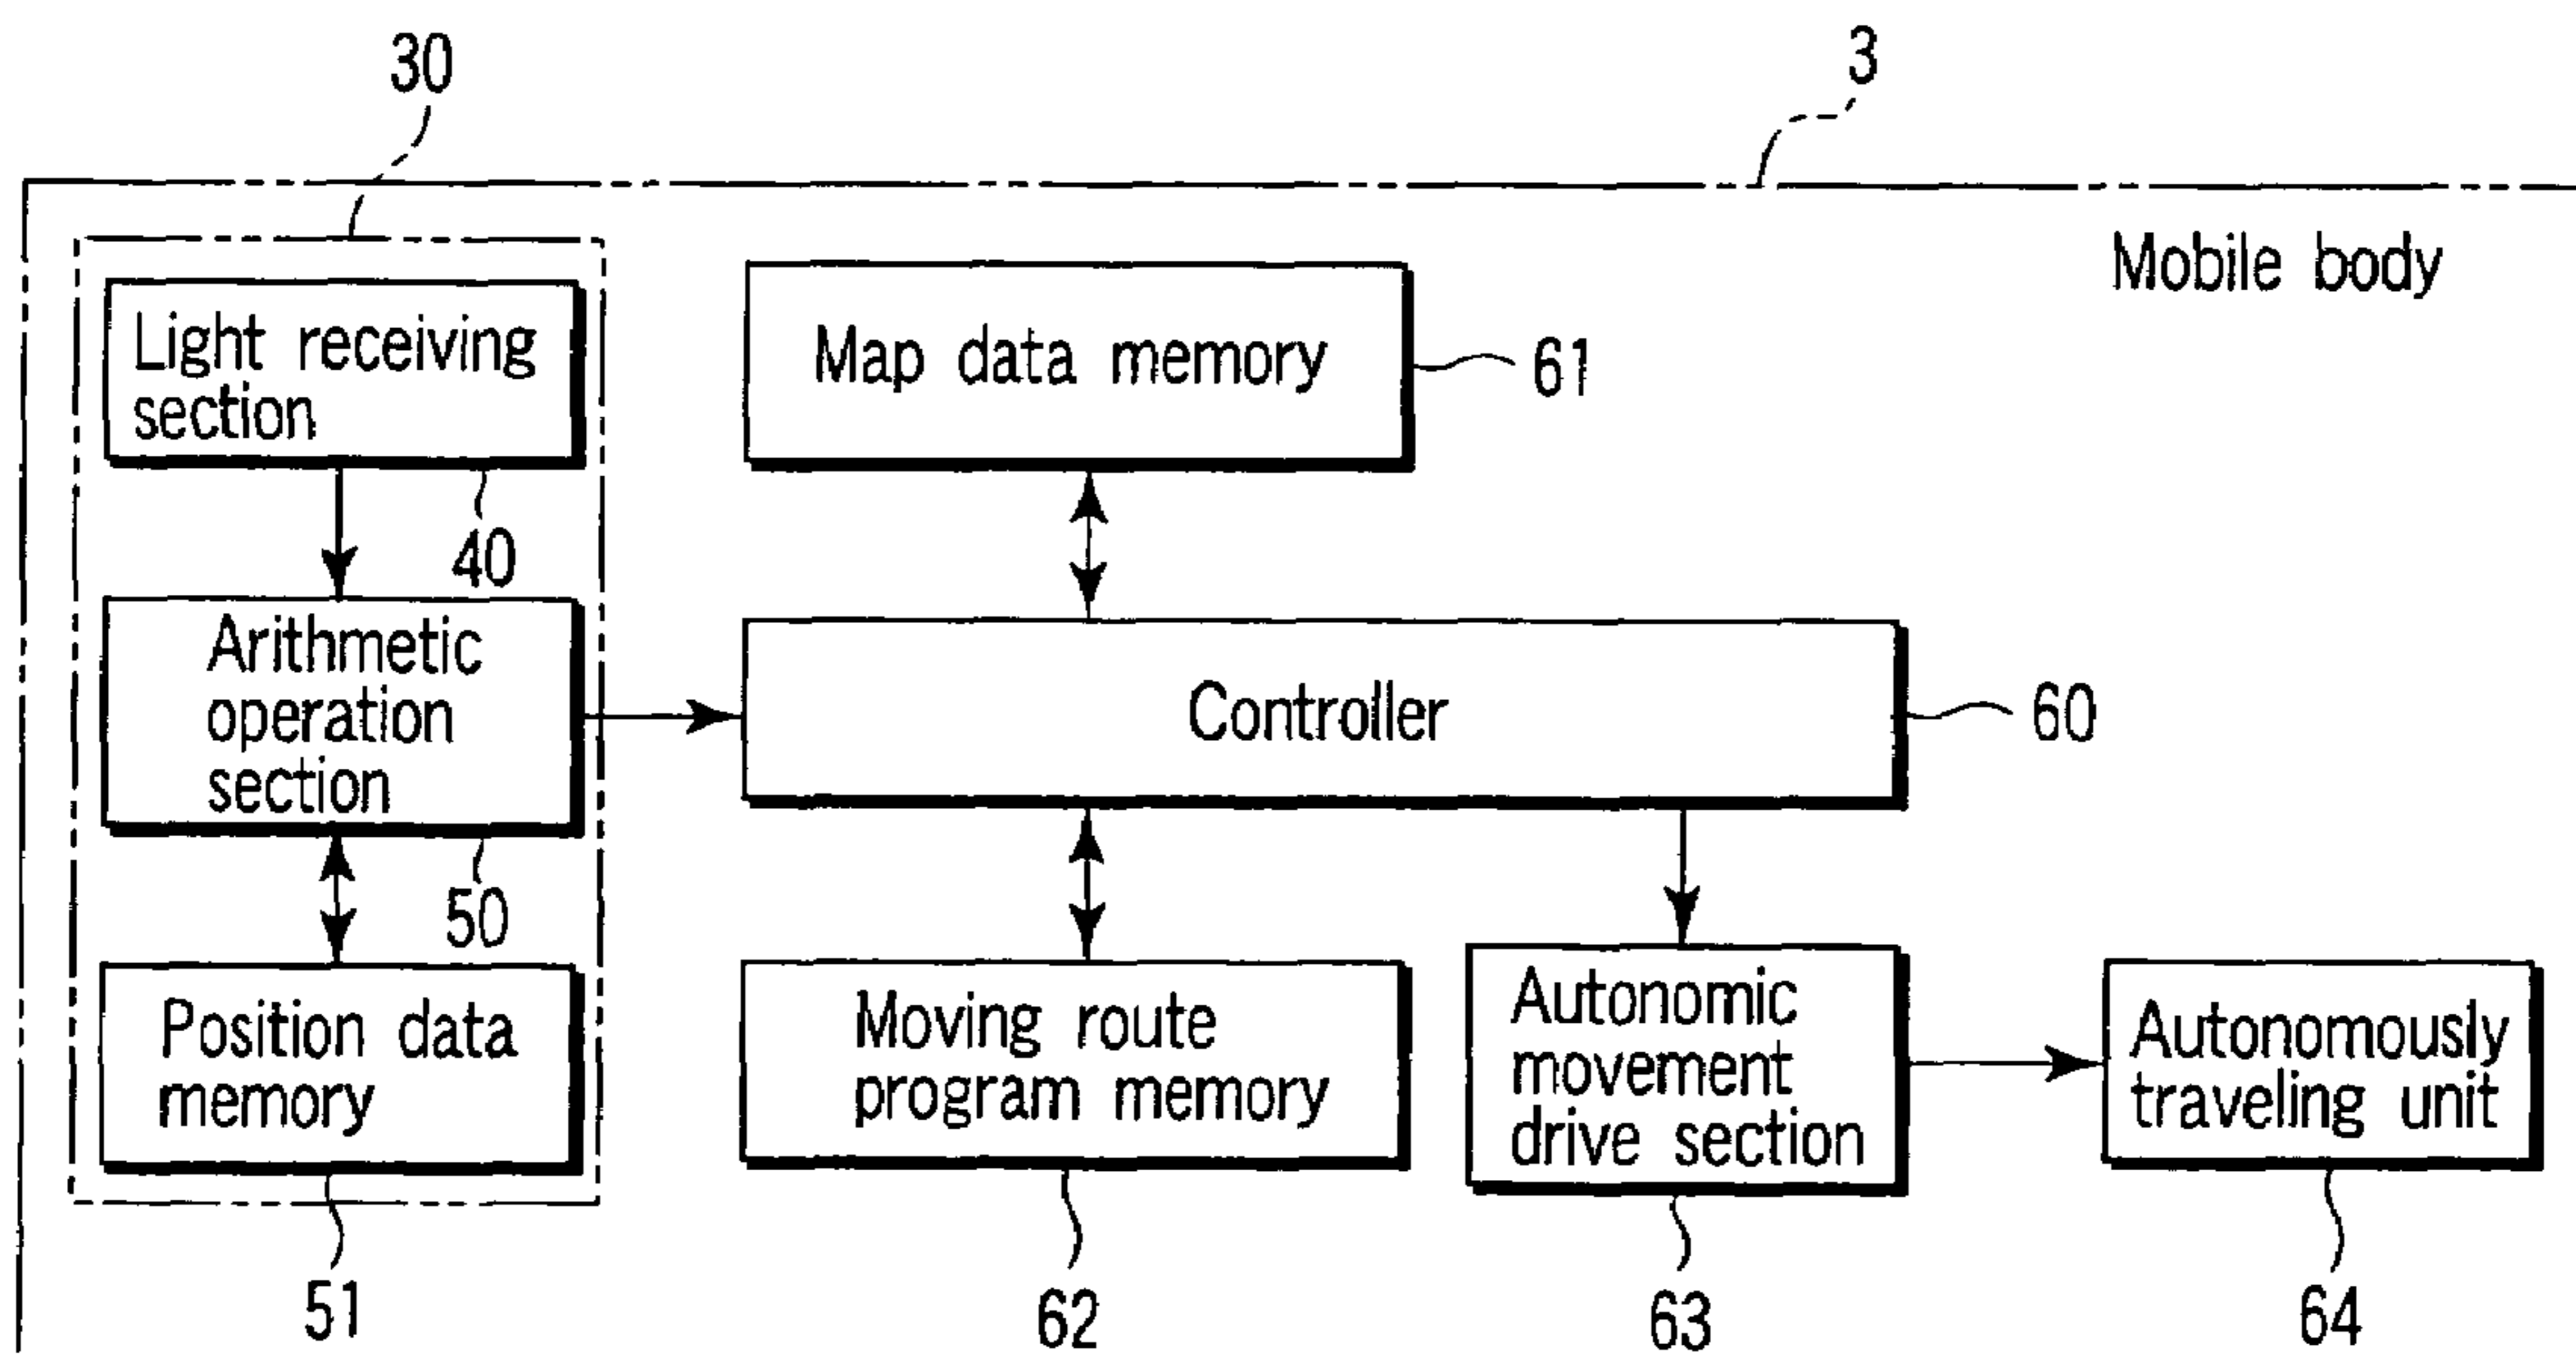 30
3
Mobile body
Light receiving
section
40
Map data memory
61
Arithmetic
operation
section
50
Controller
60
Position data
memory
51
Moving route
program memory
62
Autonomic
movement
drive section
63
Autonomously
traveling unit
64